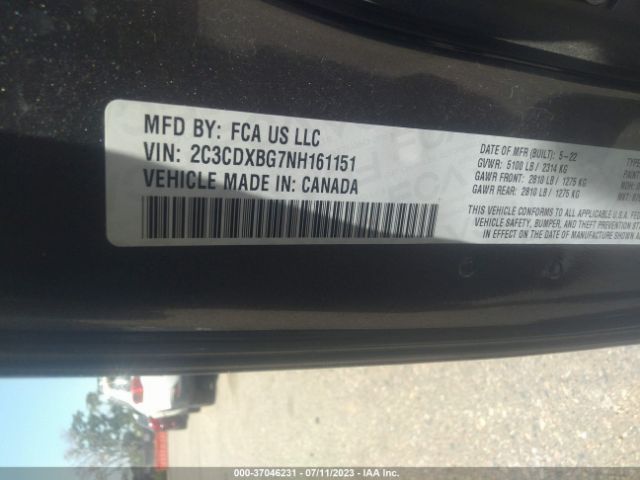 MFD BY: FCA US LLC
VIN: 2C3CDXBG7NH161151
VEHICLE MADE IN: CANADA
DATE OF MFR (BUILT): 5-22
GVWR: 5100 LB / 2314 KG
GAWR FRONT: 2810 LB / 1275 KG
GAWR REAR: 2810 LB / 1275 KG
TYPE
PAINT
THIS VEHICLE CONFORMS TO ALL APPLICABLE U.S.A.
VEHICLE SAFETY, BUMPER, AND THEFT PREVENTION
IN EFFECT ON THE DATE OF MANUFACTURE SHOWN
000-37046231 - 07/11/2023 - IAA Inc.